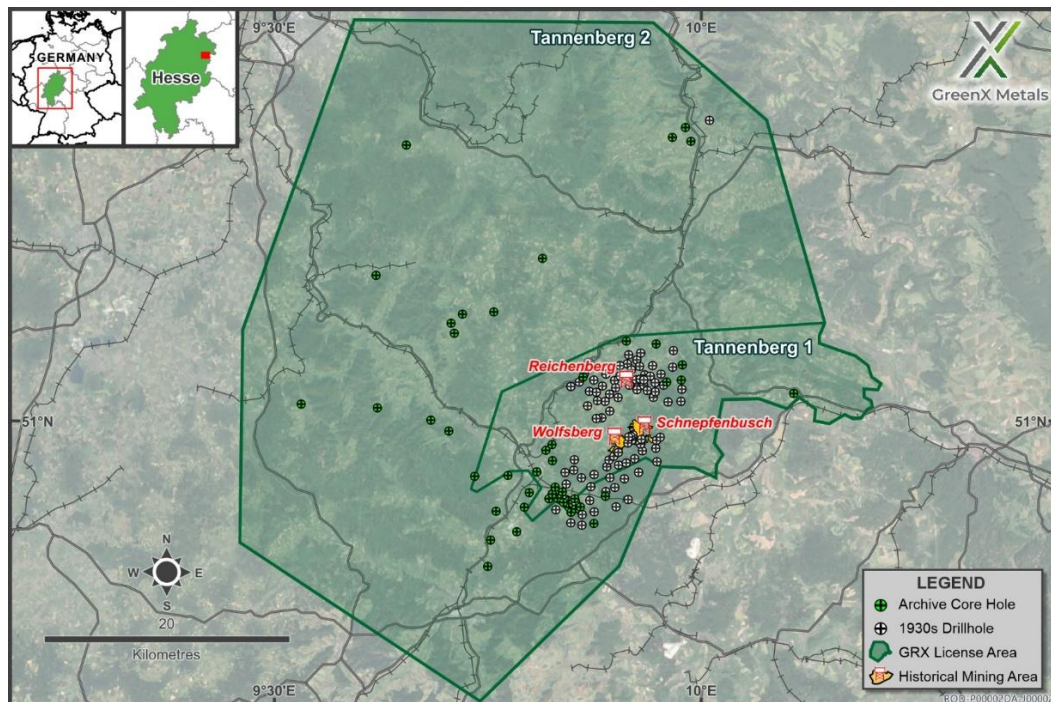 9°30'E
10°E
GERMANY
Hesse
Tannenberg 2
GreenX Metals
Tannenberg 1
Reichenberg
51°N
51°N
Schnepfenbusch
Wolfsberg
N
W
E
S
20
Kilometres
LEGEND
Archive Core Hole
1930s Drillhole
GRX License Area
Historical Mining Area
9°30'E
10°E